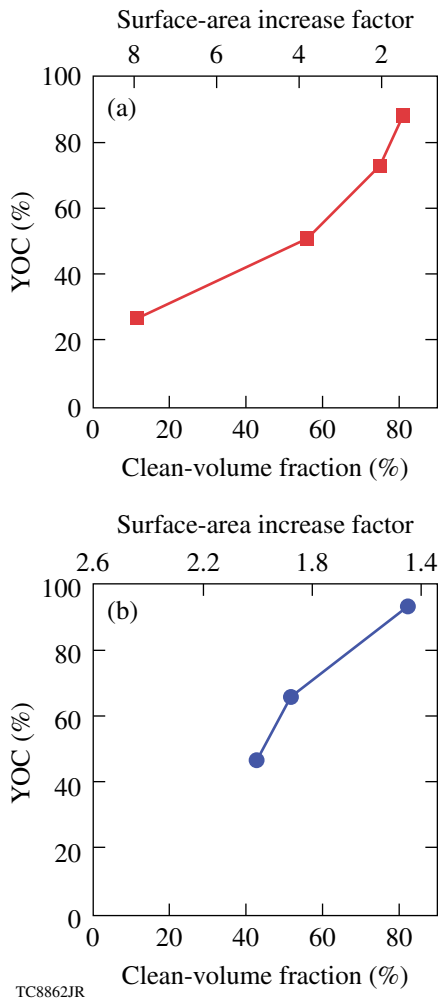 Surface-area increase factor
8 6 4 2
100
(a)
80
60
YOC (%)
40
20
0
0 20 40 60 80
Clean-volume fraction (%)
Surface-area increase factor
2.6 2.2 1.8 1.4
100
(b)
80
60
YOC (%)
40
20
0
0 20 40 60 80
Clean-volume fraction (%)
TC8862JR